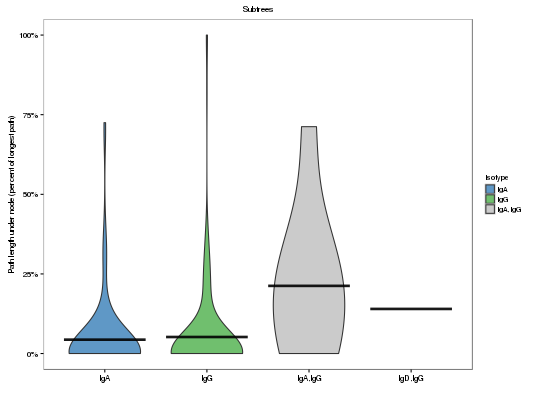 Subtrees
Path length under node (percent of longest path)
100%
75%
50%
25%
0%
IgA
IgG
IgA.IgG
IgD.IgG
Isotype
IgA
IgG
IgA.IgG